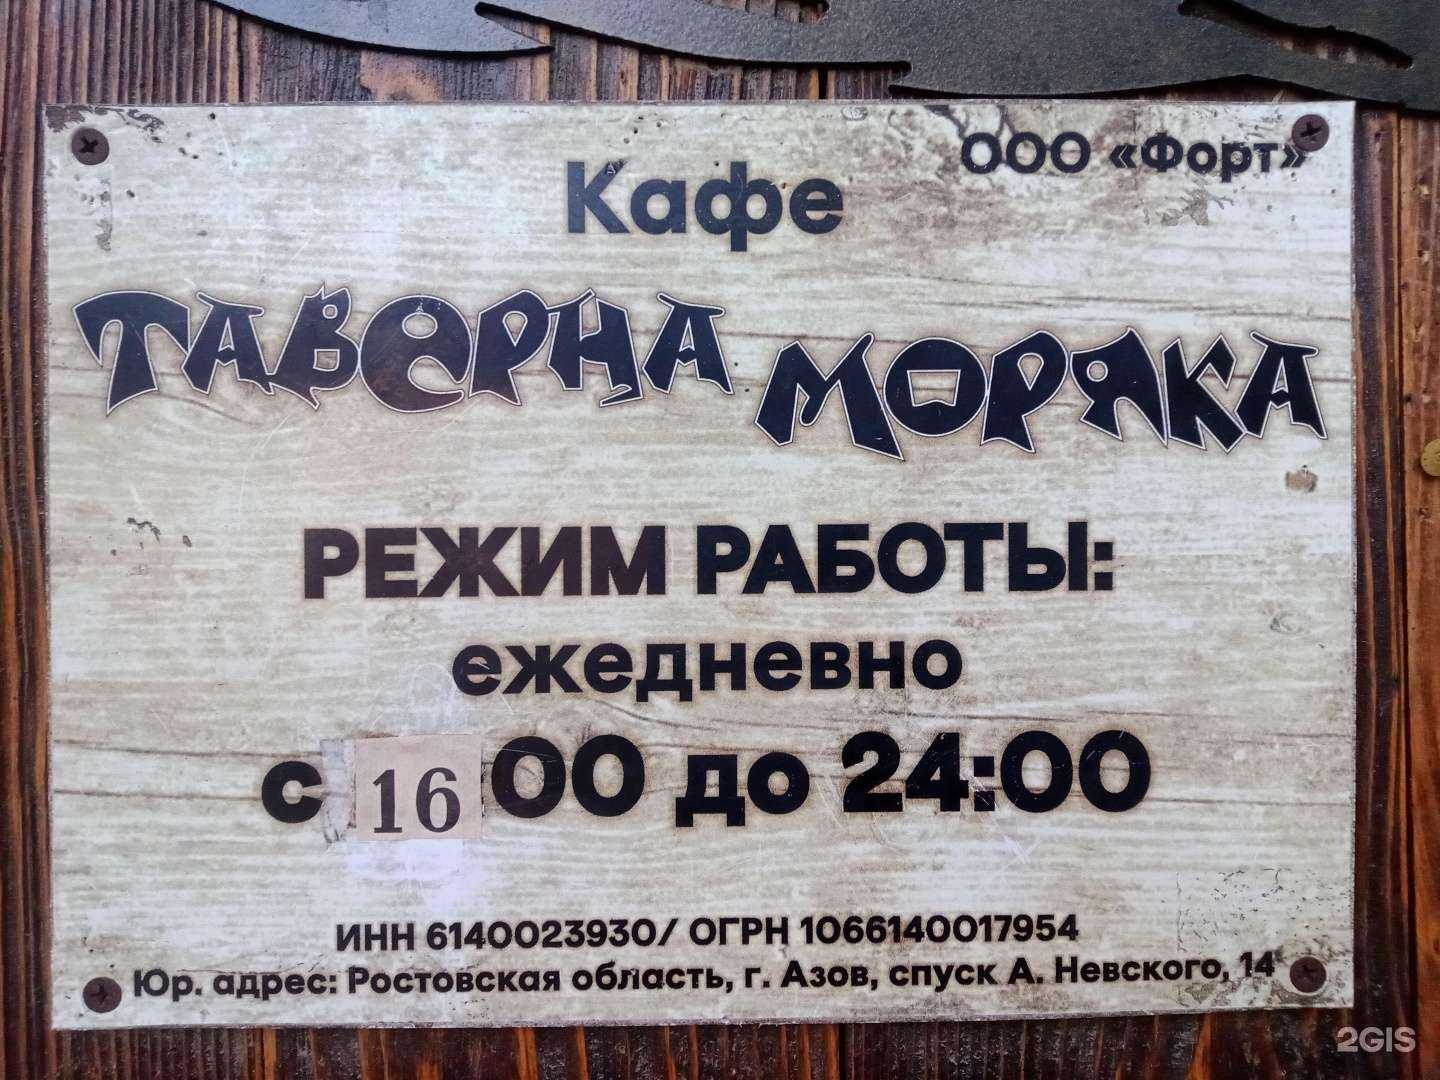 ООО «Форт»
Кафе
ТАВЕРНА МОРЯКА
РЕЖИМ РАБОТЫ:
ежедневно
с 16 00 до 24:00
ИНН 6140023930/ ОГРН 1066140017954
Юр. адрес: Ростовская область, г. Азов, спуск А. Невского, 14
2GIS